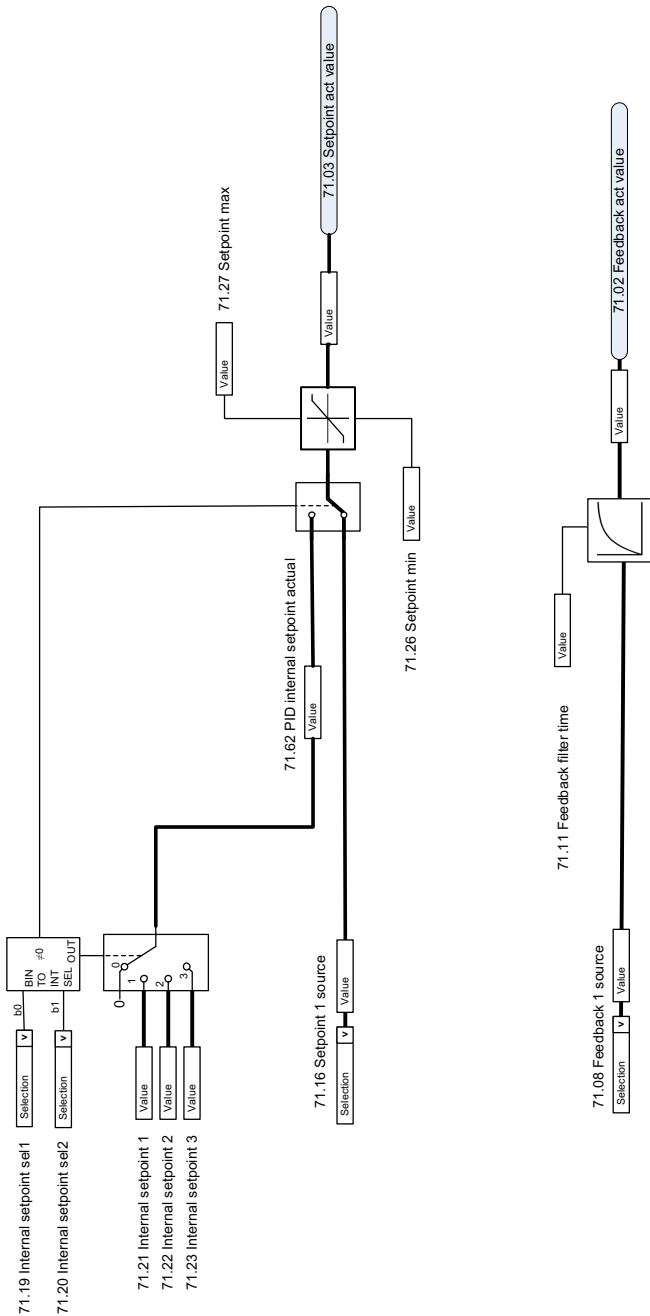 71.19 Internal setpoint sel1
Selection
v
b0
71.20 Internal setpoint sel2
Selection
v
b1
BIN
TO
INT
SEL
≠0
OUT
0
0
1
2
3
71.21 Internal setpoint 1
Value
71.22 Internal setpoint 2
Value
71.23 Internal setpoint 3
Value
71.62 PID internal setpoint actual
Value
71.16 Setpoint 1 source
Selection
v
Value
71.27 Setpoint max
Value
71.26 Setpoint min
Value
Value
71.03 Setpoint act value
71.11 Feedback filter time
Value
71.08 Feedback 1 source
Selection
v
Value
Value
71.02 Feedback act value